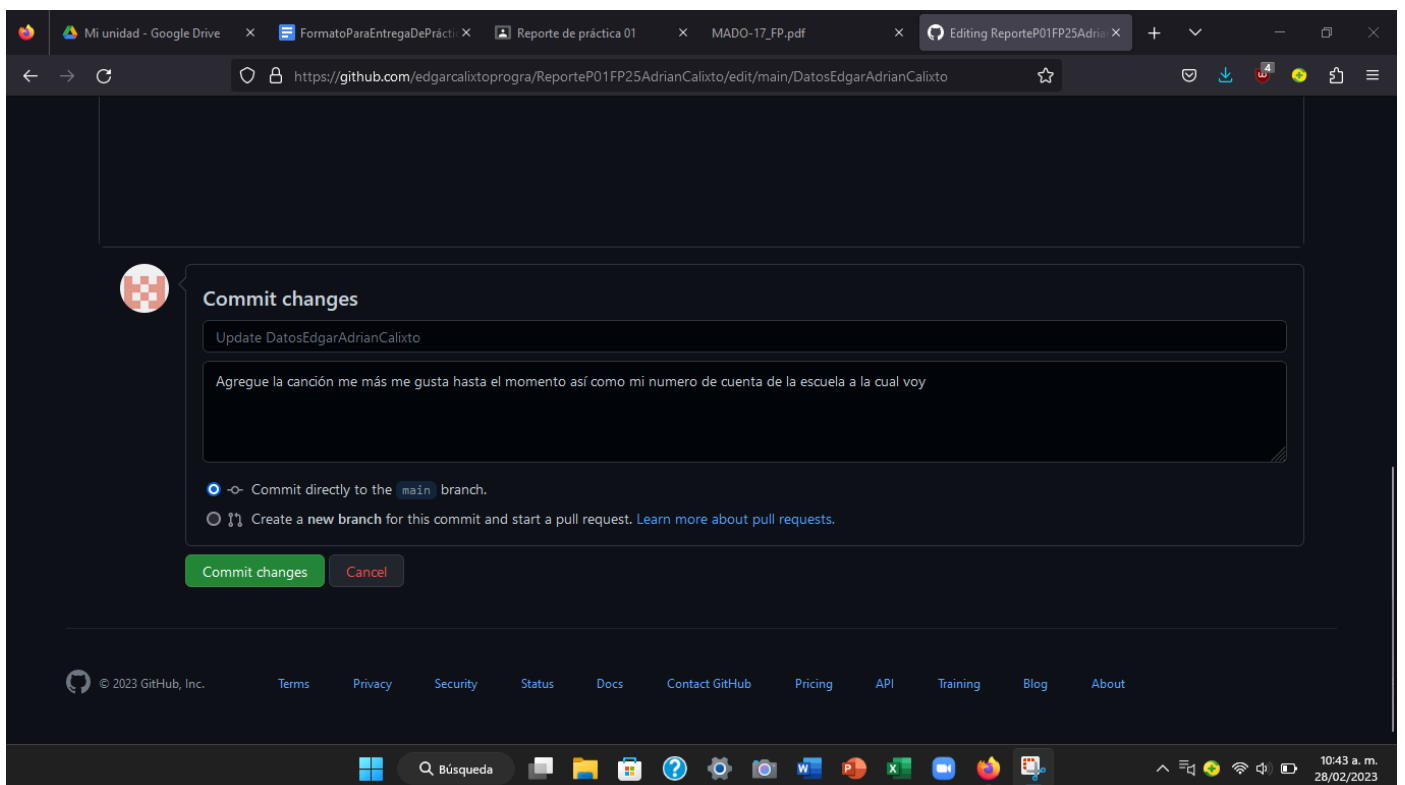 Mi unidad - Google Drive
FormatoParaEntregaDePráctic
Reporte de práctica 01
MADO-17_FP.pdf
Editing ReporteP01FP25Adria
https://github.com/edgarcalixtoprogra/ReporteP01FP25AdrianCalixto/edit/main/DatosEdgarAdrianCalixto
4
Commit changes
Update DatosEdgarAdrianCalixto
Agregue la canción me más me gusta hasta el momento así como mi numero de cuenta de la escuela a la cual voy
Commit directly to the main branch.
Create a new branch for this commit and start a pull request. Learn more about pull requests.
Commit changes Cancel
© 2023 GitHub, Inc. Terms Privacy Security Status Docs Contact GitHub Pricing API Training Blog About
Búsqueda
10:43 a. m.
28/02/2023